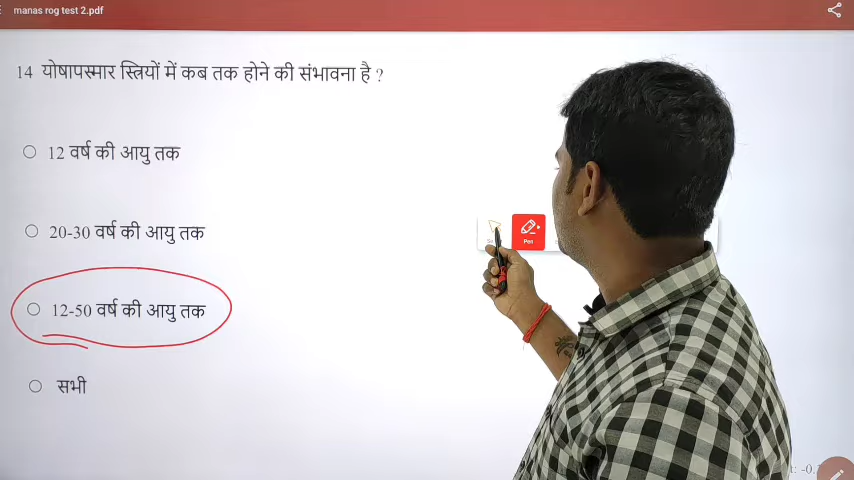 manas rog test 2.pdf
14 योषापस्मार स्त्रियों में कब तक होने की संभावना है ?
12 वर्ष की आयु तक
20-30 वर्ष की आयु तक
Pen
12-50 वर्ष की आयु तक
सभी